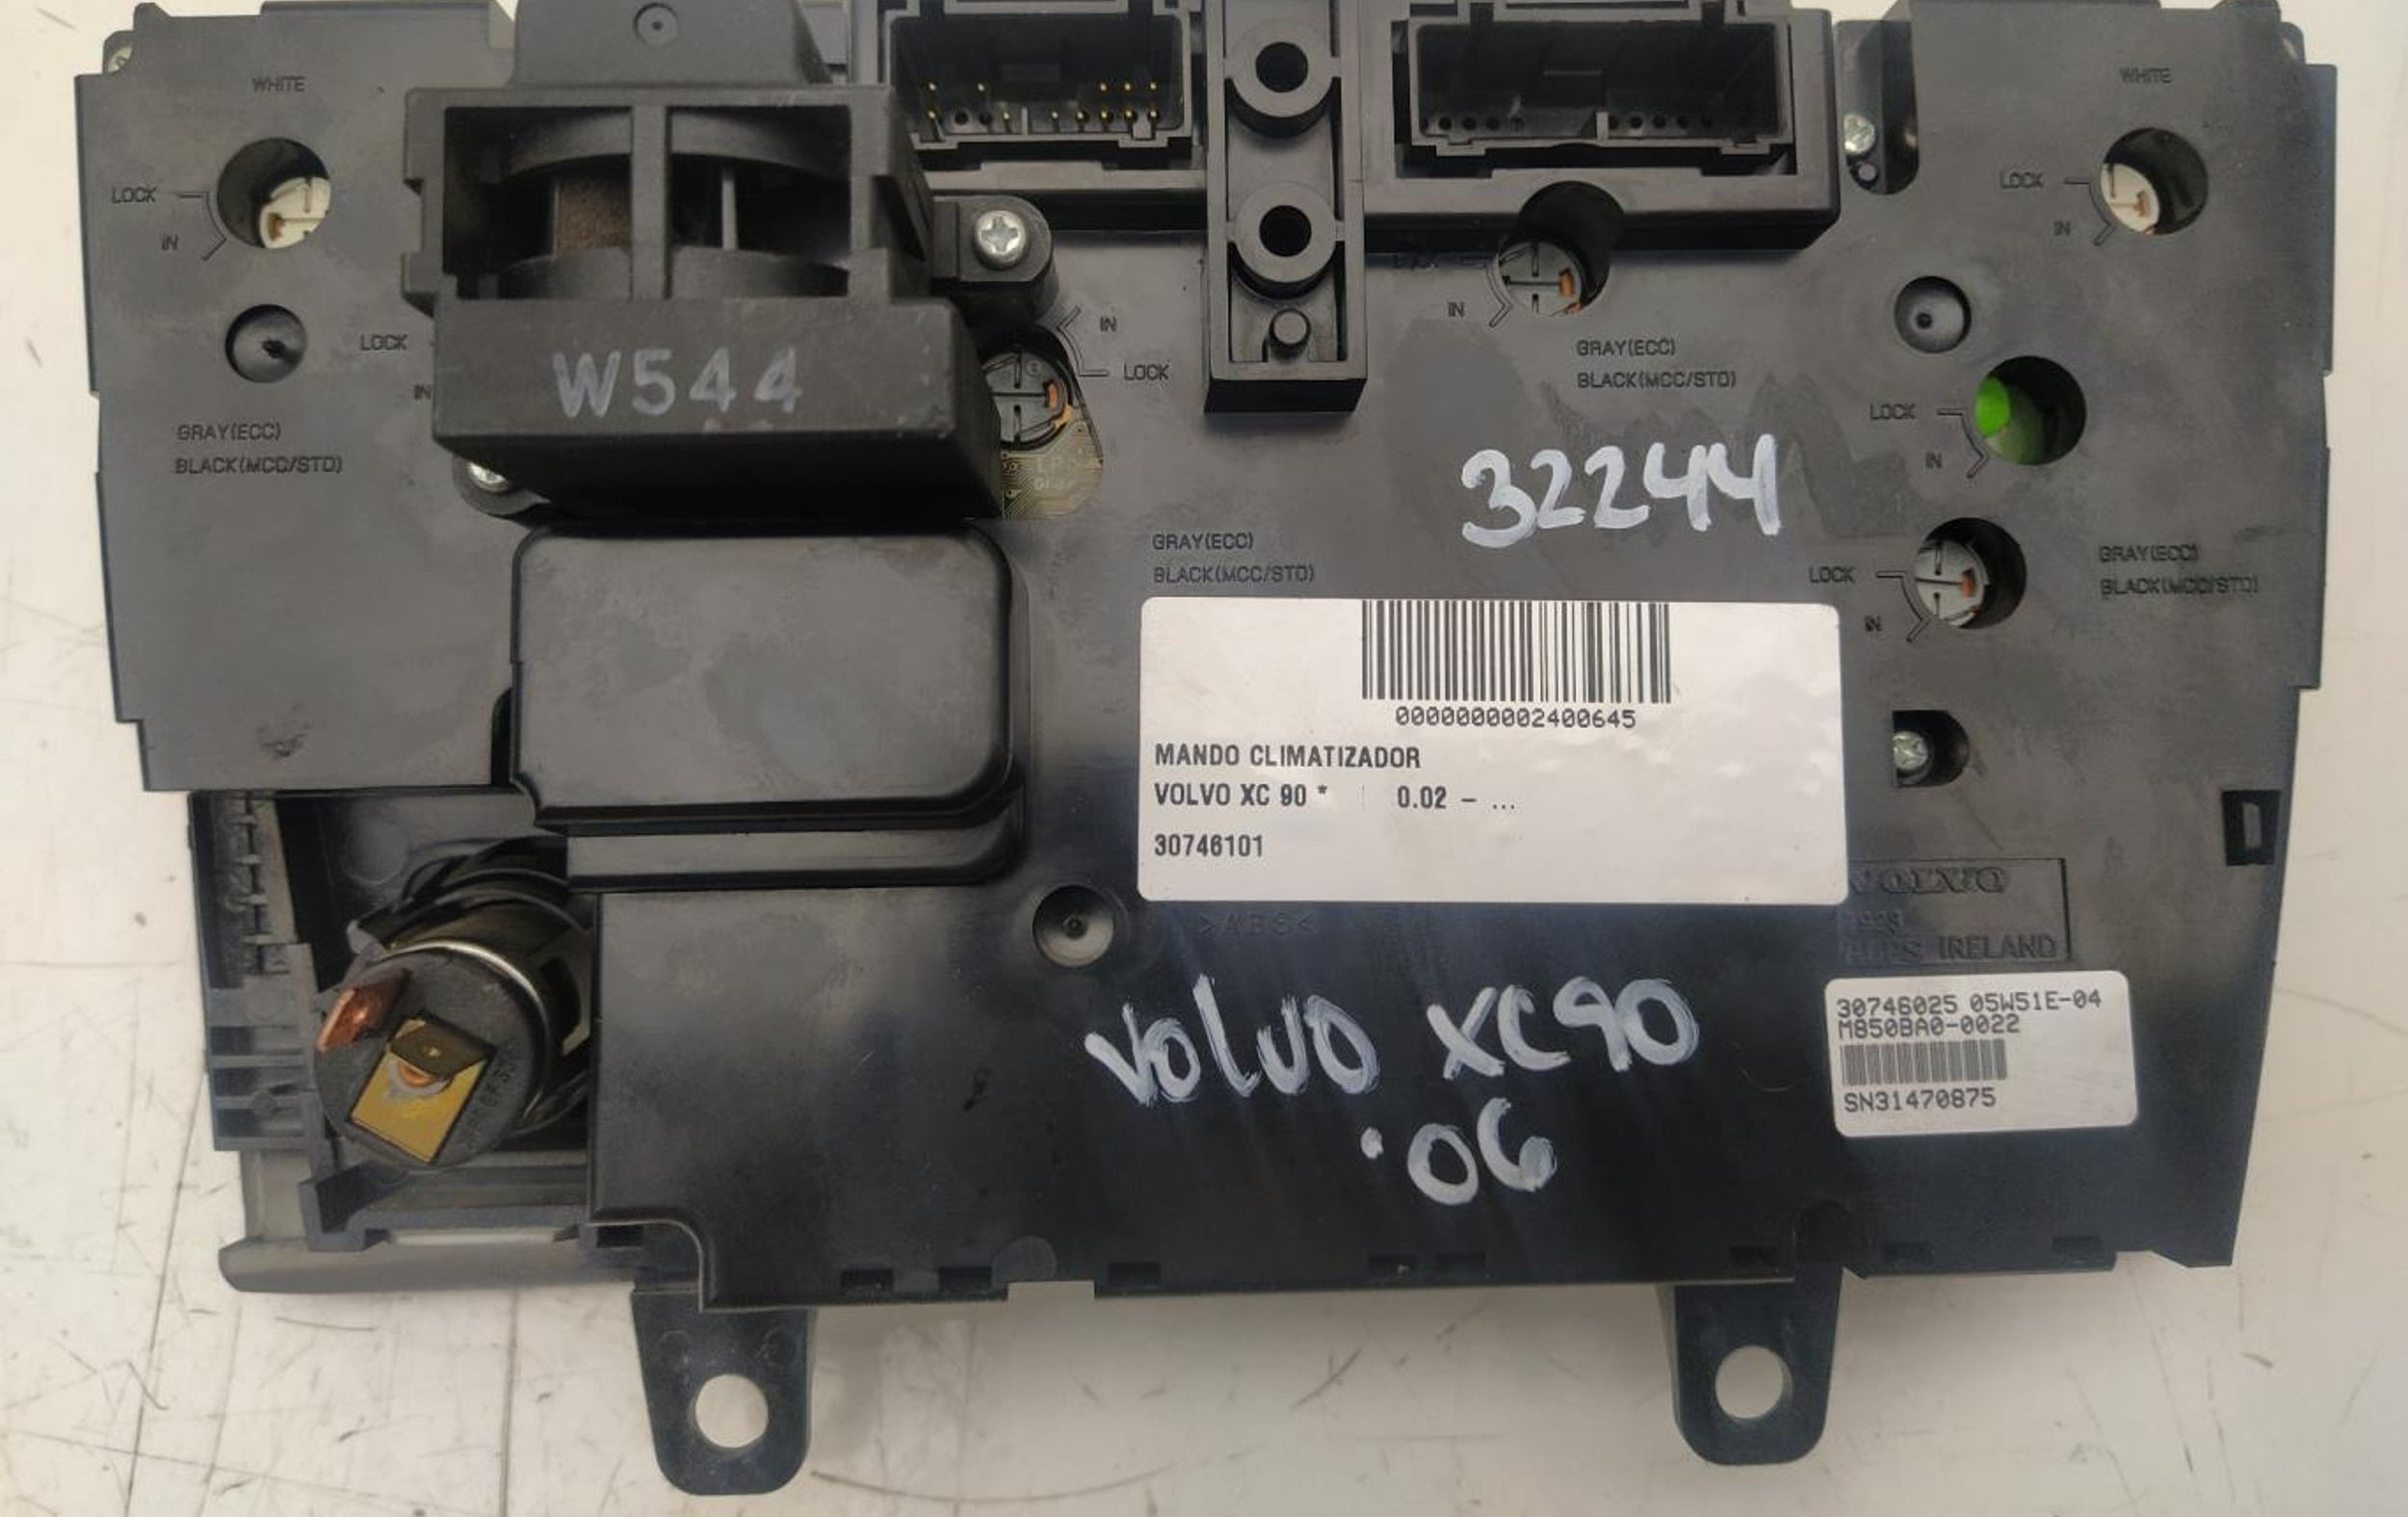 WHITE
WHITE
LOCK
IN
LOCK
IN
LOCK
IN
GRAY(ECC)
BLACK(MCC/STD)
W544
IN
LOCK
IN
GRAY(ECC)
BLACK(MCC/STD)
LOCK
IN
32244
GRAY(ECC)
BLACK(MCC/STD)
LOCK
IN
GRAY(ECC)
BLACK(MCC/STD)
0000000002400645
MANDO CLIMATIZADOR
VOLVO XC 90 * 0.02 - ...
30746101
>ABS<
VOLVO
IRELAND
VOLVO XC90
'06
30746025 05W51E-04
M850BA0-0022
SN31470875